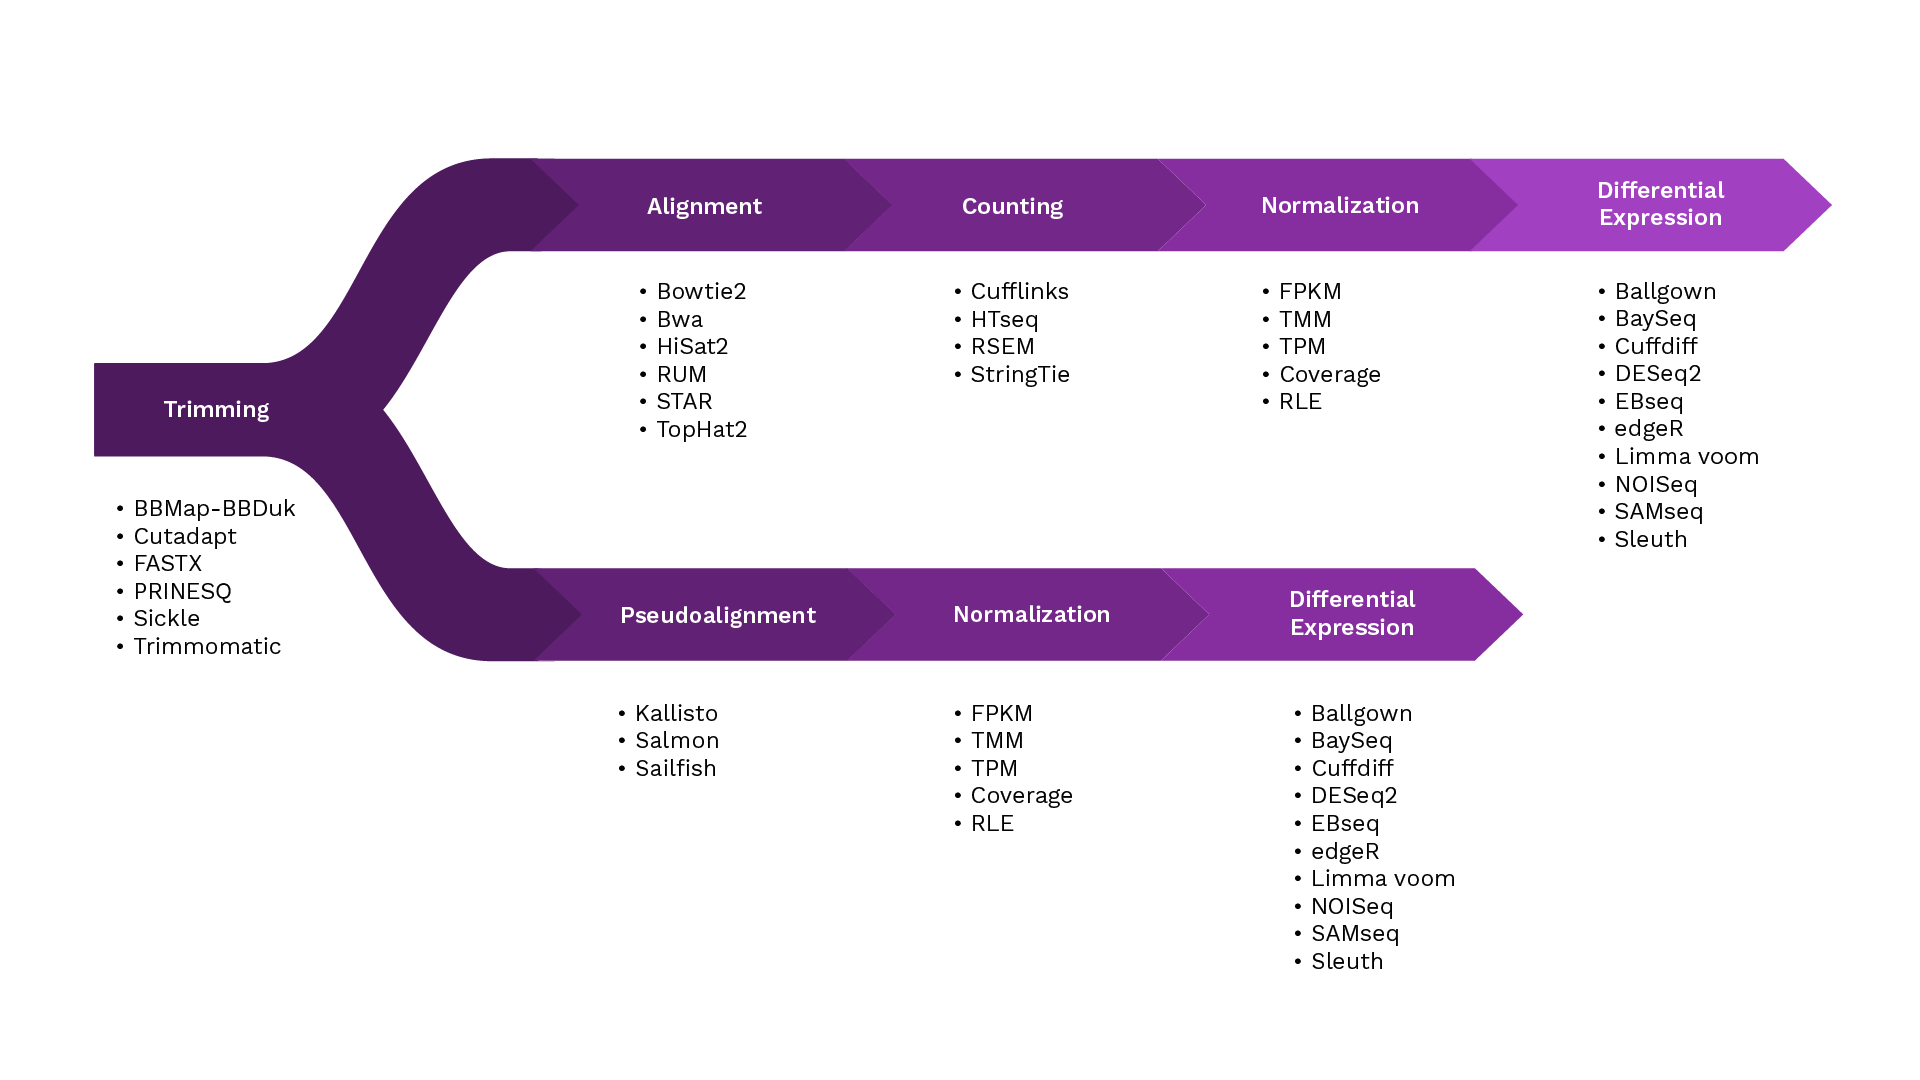 Trimming
• BBMap-BBDuk
• Cutadapt
• FASTX
• PRINESQ
• Sickle
• Trimmomatic
Alignment
• Bowtie2
• Bwa
• HiSat2
• RUM
• STAR
• TopHat2
Counting
• Cufflinks
• HTseq
• RSEM
• StringTie
Normalization
• FPKM
• TMM
• TPM
• Coverage
• RLE
Differential
Expression
• Ballgown
• BaySeq
• Cuffdiff
• DESeq2
• EBseq
• edgeR
• Limma voom
• NOISeq
• SAMseq
• Sleuth
Pseudoalignment
• Kallisto
• Salmon
• Sailfish
Normalization
• FPKM
• TMM
• TPM
• Coverage
• RLE
Differential
Expression
• Ballgown
• BaySeq
• Cuffdiff
• DESeq2
• EBseq
• edgeR
• Limma voom
• NOISeq
• SAMseq
• Sleuth